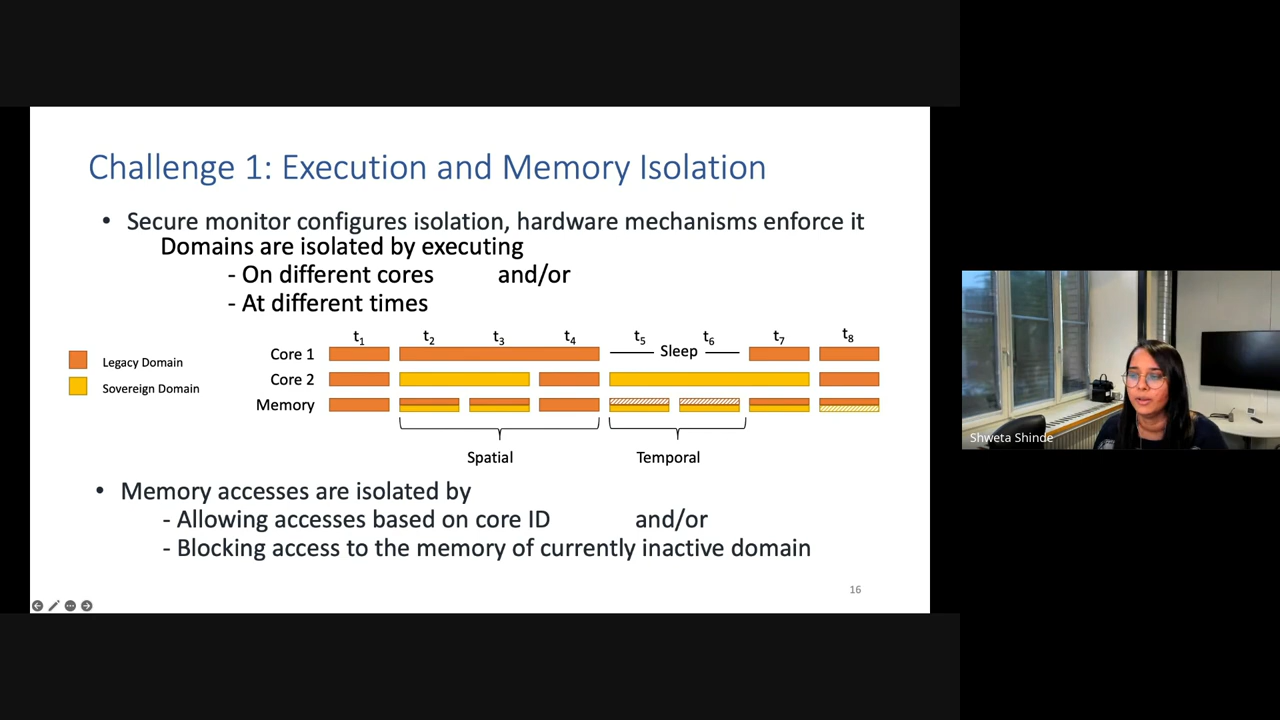 Challenge 1: Execution and Memory Isolation
• Secure monitor configures isolation, hardware mechanisms enforce it
Domains are isolated by executing
- On different cores and/or
- At different times
t1 t2 t3 t4 t5 t6 t7 t8
Legacy Domain
Sovereign Domain
Core 1
Sleep
Core 2
Memory
Spatial
Temporal
• Memory accesses are isolated by
- Allowing accesses based on core ID and/or
- Blocking access to the memory of currently inactive domain
16
Shweta Shinde